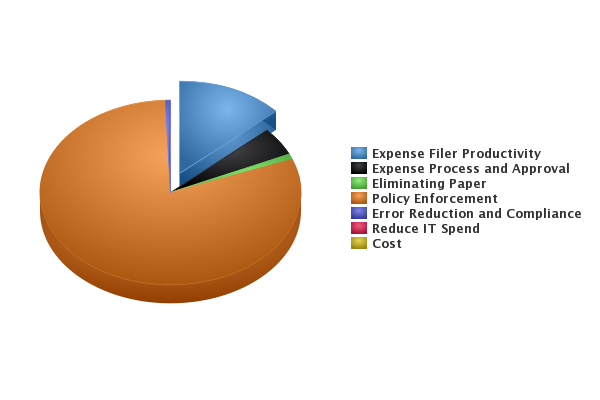 Expense Filer Productivity
Expense Process and Approval
Eliminating Paper
Policy Enforcement
Error Reduction and Compliance
Reduce IT Spend
Cost